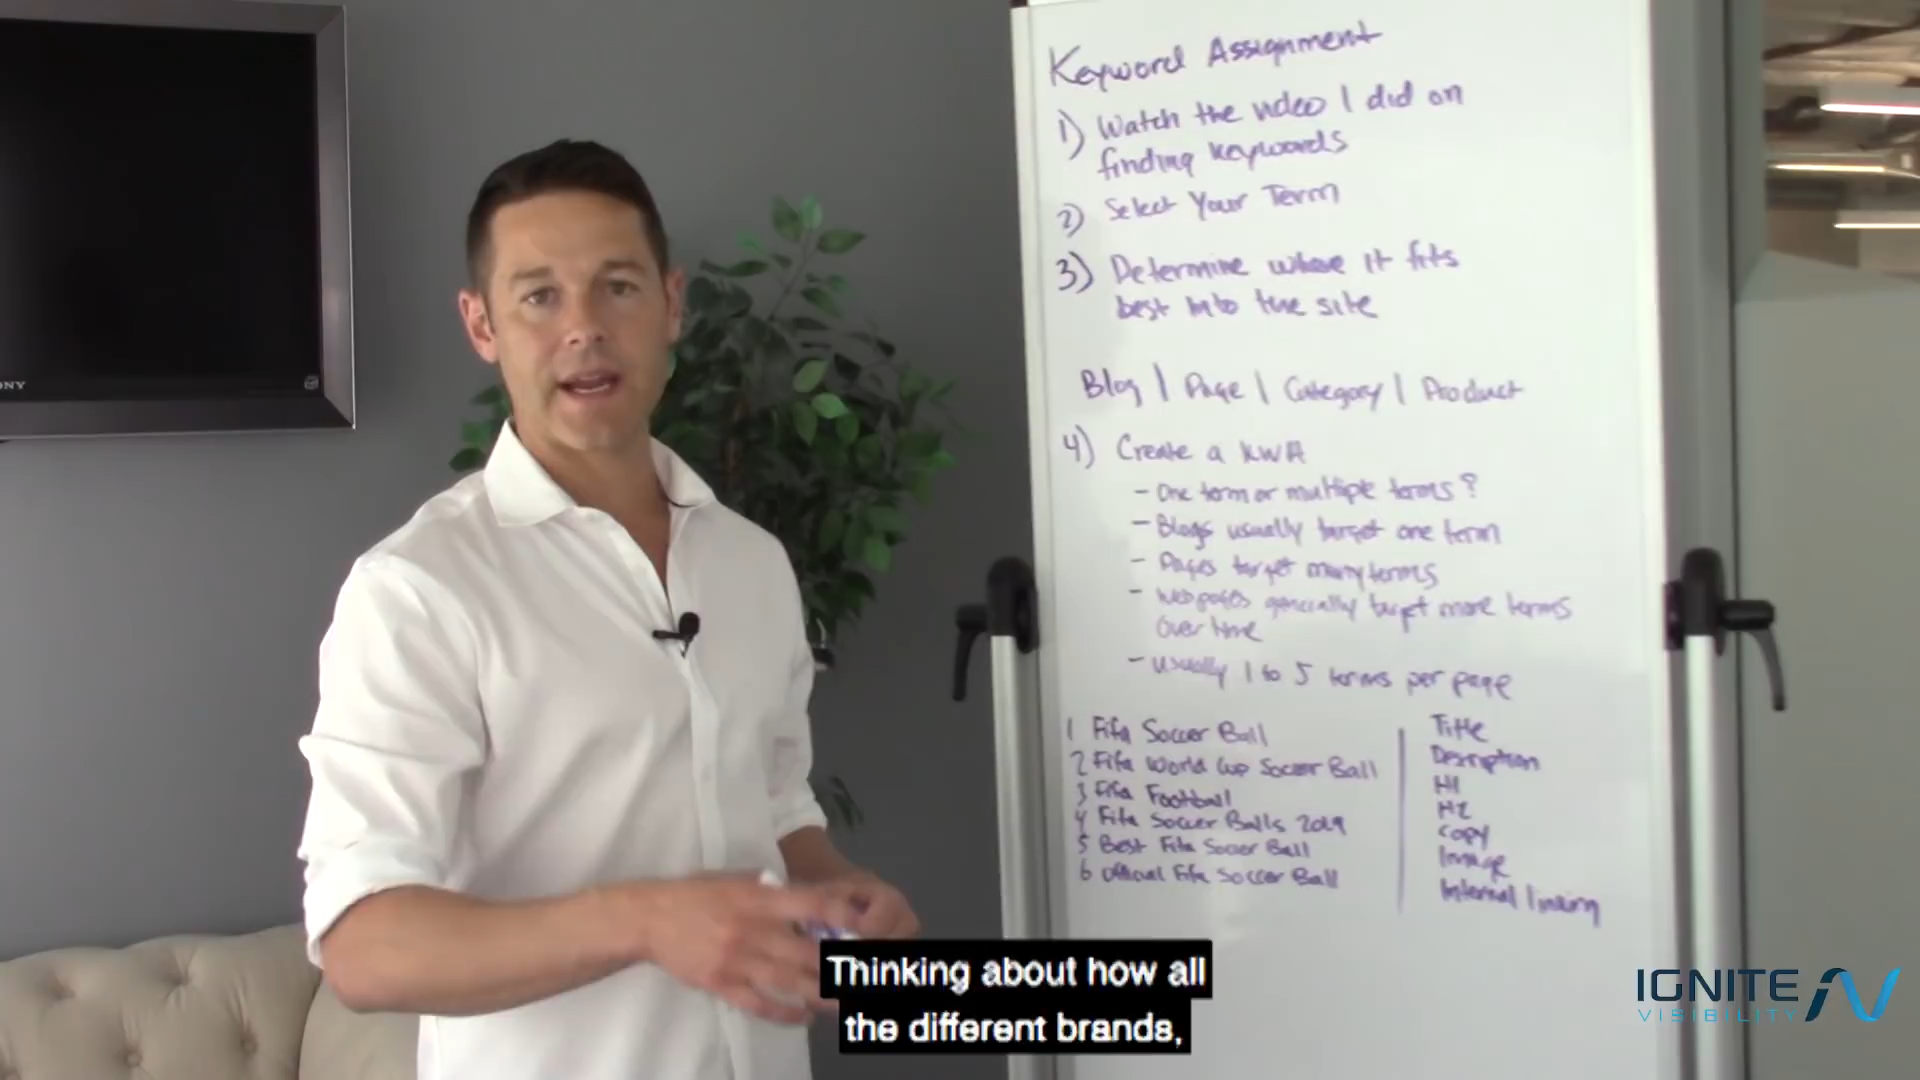 SONY
Keyword Assignment
1) Watch the video I did on
finding keywords
2) Select Your Term
3) Determine where it fits
best into the site
Blog | Page | Category | Product
4) Create a KWA
- One term or multiple terms?
- Blogs usually target one term
- Pages target many terms
- Webpages generally target more terms
over time
- usually 1 to 5 terms per page
1 Fifa Soccer Ball
2 Fifa World Cup Soccer Ball
3 Fifa Football
4 Fifa Soccer Balls 2019
5 Best Fifa Soccer Ball
6 Official Fifa Soccer Ball
Title
Description
H1
H2
Copy
Image
Internal linking
Thinking about how all
the different brands,
IGNITE
VISIBILITY